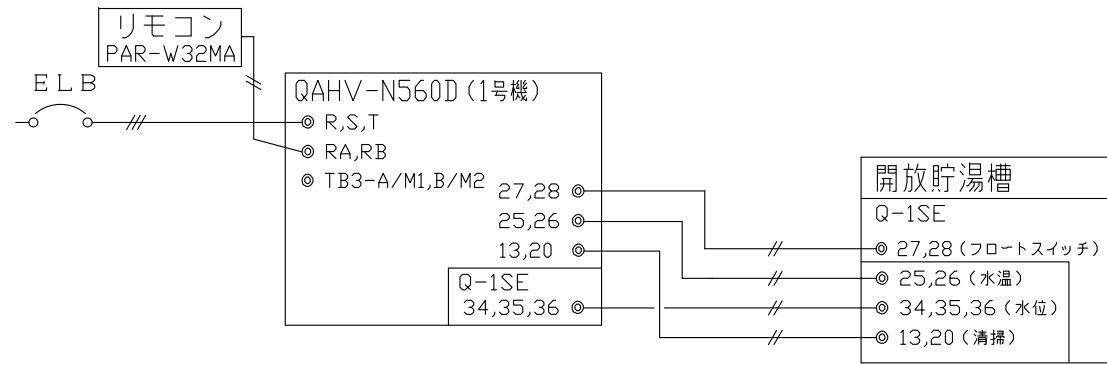 リモコン
PAR-W32MA
ELB
QAHV-N560D(1号機)
R,S,T
RA,RB
TB3-A/M1,B/M2
27,28
25,26
13,20
Q-1SE
34,35,36
開放貯湯槽
Q-1SE
27,28(フロートスイッチ)
25,26(水温)
34,35,36(水位)
13,20(清掃)